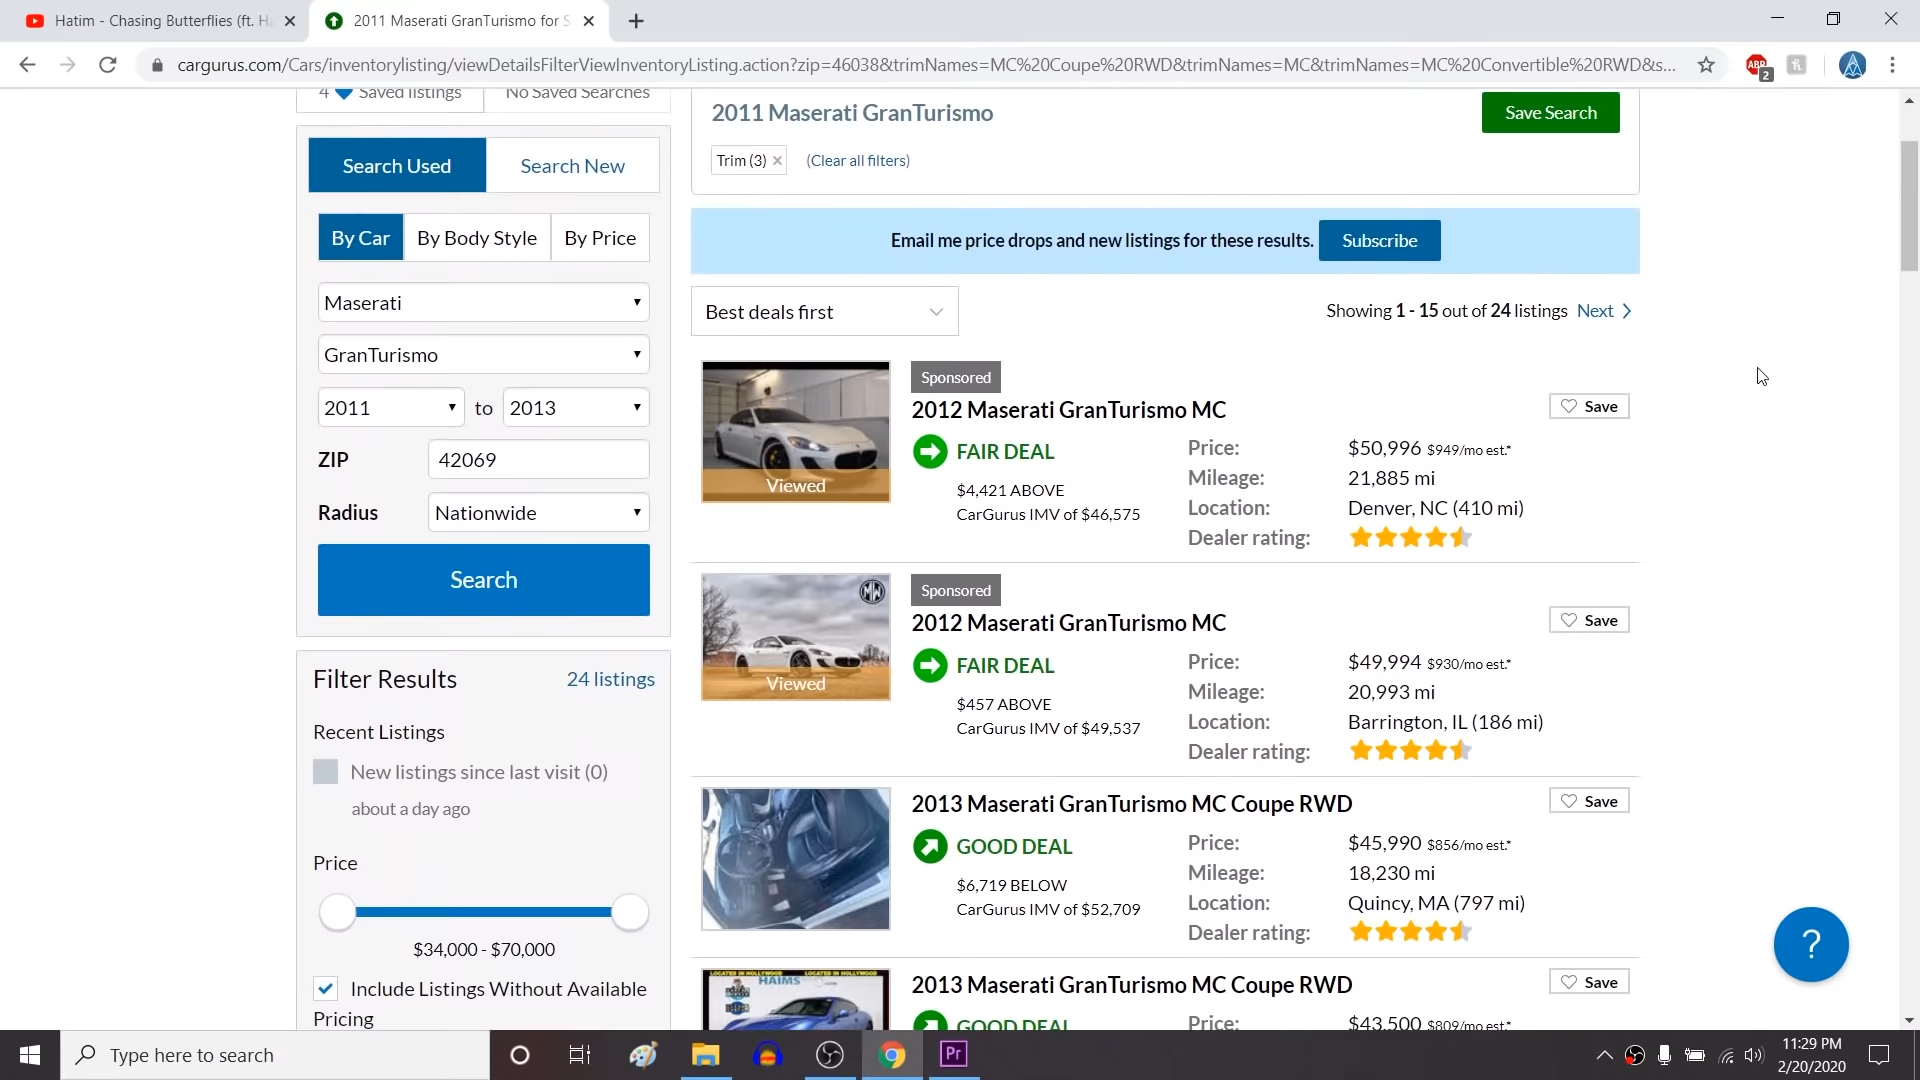 Hatim - Chasing Butterflies (ft. H
2011 Maserati GranTurismo for S
cargurus.com/Cars/inventorylisting/viewDetailsFilterViewInventoryListing.action?zip=46038&trimNames=MC%20Coupe%20RWD&trimNames=MC&trimNames=MC%20Convertible%20RWD&s...
ABP
2
4 Saved listings
No Saved Searches
2011 Maserati GranTurismo
Save Search
Trim (3) ×
(Clear all filters)
Search Used
Search New
By Car
By Body Style
By Price
Maserati
GranTurismo
2011 to 2013
ZIP 42069
Radius Nationwide
Search
Email me price drops and new listings for these results. Subscribe
Best deals first
Showing 1 - 15 out of 24 listings Next
Sponsored
2012 Maserati GranTurismo MC
Save
Viewed
FAIR DEAL
$4,421 ABOVE
CarGurus IMV of $46,575
Price: $50,996 $949/mo est.*
Mileage: 21,885 mi
Location: Denver, NC (410 mi)
Dealer rating:
Sponsored
2012 Maserati GranTurismo MC
Save
Viewed
FAIR DEAL
$457 ABOVE
CarGurus IMV of $49,537
Price: $49,994 $930/mo est.*
Mileage: 20,993 mi
Location: Barrington, IL (186 mi)
Dealer rating:
2013 Maserati GranTurismo MC Coupe RWD
Save
GOOD DEAL
$6,719 BELOW
CarGurus IMV of $52,709
Price: $45,990 $856/mo est.*
Mileage: 18,230 mi
Location: Quincy, MA (797 mi)
Dealer rating:
LOCATED IN HOLLYWOOD LOCATED IN HOLLYWOOD
HAIMS
2013 Maserati GranTurismo MC Coupe RWD
Save
GOOD DEAL
Price: $43,500 $809/mo est.*
Filter Results
24 listings
Recent Listings
New listings since last visit (0)
about a day ago
Price
$34,000 - $70,000
Include Listings Without Available
Pricing
?
Type here to search
Pr
11:29 PM
2/20/2020